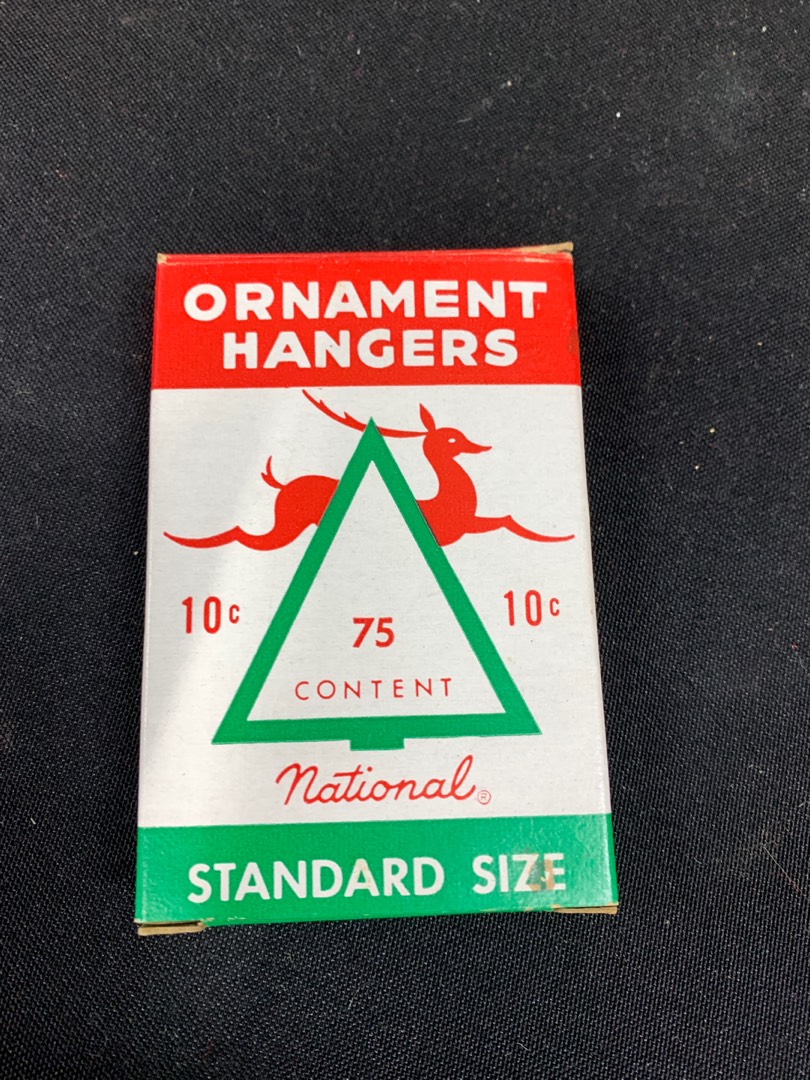 ORNAMENT
HANGERS
10c
75
10c
CONTENT
National®
STANDARD SIZE